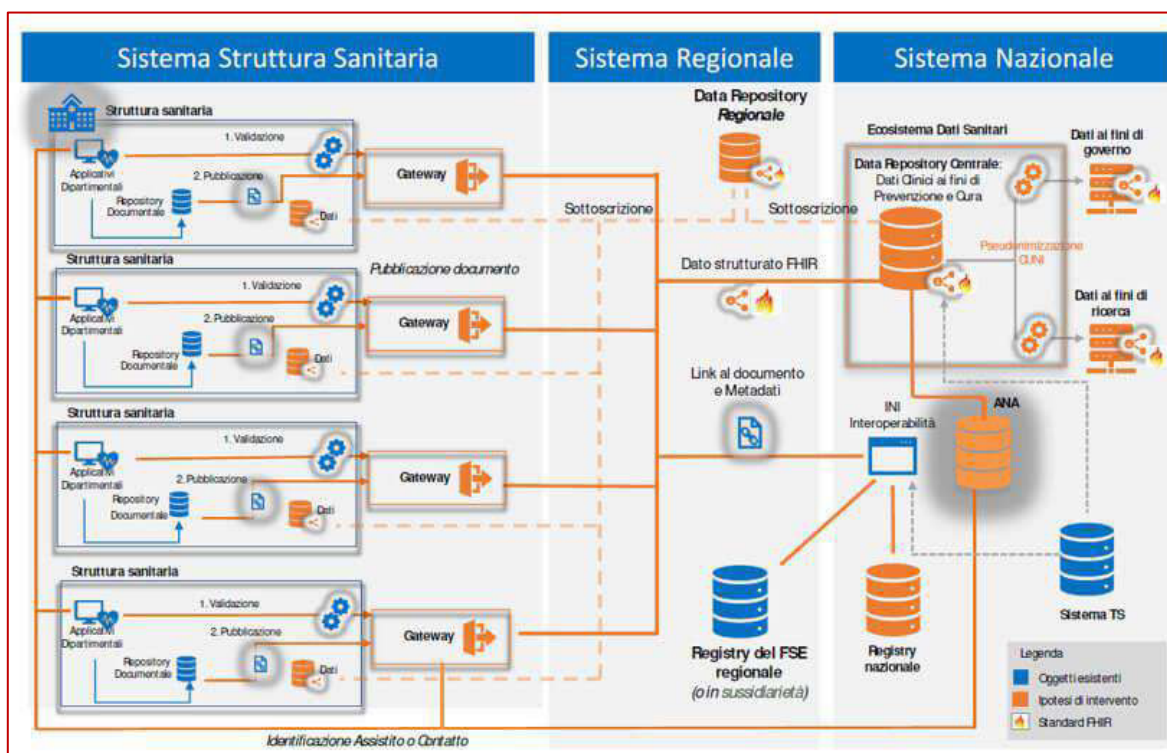 Sistema Struttura Sanitaria
Sistema Regionale
Sistema Nazionale
Struttura sanitaria
1. Validazione
Applicativi
Dipartimentali
2. Pubblicazione
Repository
Documentale
Dati
Gateway
Struttura sanitaria
1. Validazione
Applicativi
Dipartimentali
2. Pubblicazione
Repository
Documentale
Dati
Gateway
Struttura sanitaria
1. Validazione
Applicativi
Dipartimentali
2. Pubblicazione
Repository
Documentale
Dati
Gateway
Struttura sanitaria
1. Validazione
Applicativi
Dipartimentali
2. Pubblicazione
Repository
Documentale
Dati
Gateway
Pubblicazione documento
Identificazione Assistito o Contatto
Data Repository
Regionale
Sottoscrizione
Sottoscrizione
Dato strutturato FHIR
Link al documento
e Metadati
Registry del FSE
regionale
(o in sussidiarietà)
Ecosistema Dati Sanitari
Data Repository Centrale:
Dati Clinici ai fini di
Prevenzione e Cura
Pseudonimizzazione
CUNI
Dati ai fini di
governo
Dati ai fini di
ricerca
INI
Interoperabilità
ANA
Registry
nazionale
Sistema TS
Legenda
Oggetti esistenti
Ipotesi di intervento
Standard FHIR